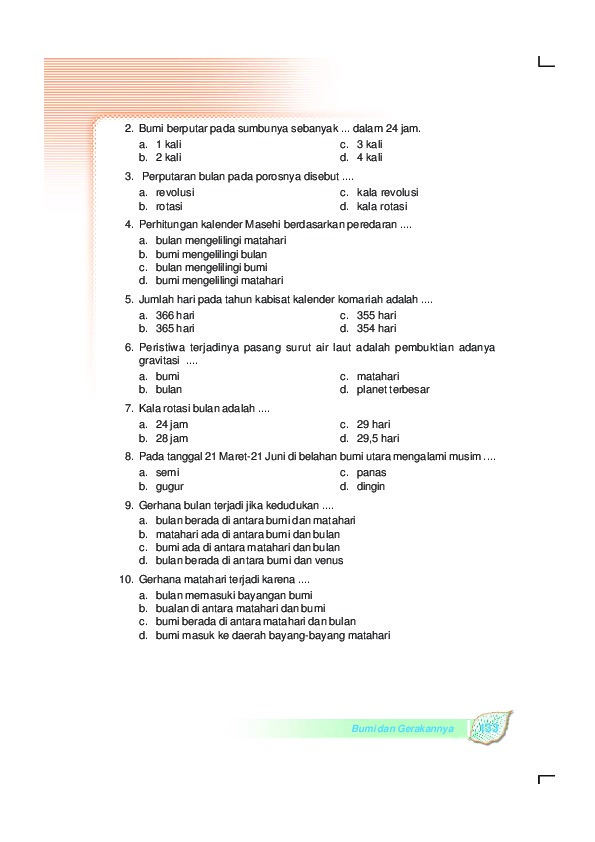 2. Bumi berputar pada sumbunya sebanyak ... dalam 24 jam.
a. 1 kali c. 3 kali
b. 2 kali d. 4 kali
3. Perputaran bulan pada porosnya disebut ....
a. revolusi c. kala revolusi
b. rotasi d. kala rotasi
4. Perhitungan kalender Masehi berdasarkan peredaran ....
a. bulan mengelilingi matahari
b. bumi mengelilingi bulan
c. bulan mengelilingi bumi
d. bumi mengelilingi matahari
5. Jumlah hari pada tahun kabisat kalender komariah adalah ....
a. 366 hari c. 355 hari
b. 365 hari d. 354 hari
6. Peristiwa terjadinya pasang surut air laut adalah pembuktian adanya
gravitasi ....
a. bumi c. matahari
b. bulan d. planet terbesar
7. Kala rotasi bulan adalah ....
a. 24 jam c. 29 hari
b. 28 jam d. 29,5 hari
8. Pada tanggal 21 Maret-21 Juni di belahan bumi utara mengalami musim ....
a. semi c. panas
b. gugur d. dingin
9. Gerhana bulan terjadi jika kedudukan ....
a. bulan berada di antara bumi dan matahari
b. matahari ada di antara bumi dan bulan
c. bumi ada di antara matahari dan bulan
d. bulan berada di antara bumi dan venus
10. Gerhana matahari terjadi karena ....
a. bulan memasuki bayangan bumi
b. bualan di antara matahari dan bumi
c. bumi berada di antara matahari dan bulan
d. bumi masuk ke daerah bayang-bayang matahari
Bumi dan Gerakannya